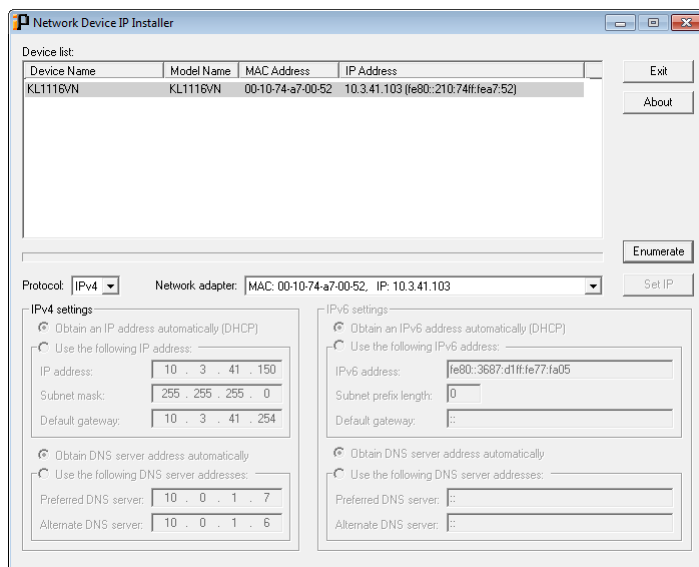 Network Device IP Installer
Device list:
Device Name Model Name MAC Address IP Address
KL1116VN KL1116VN 00-10-74-a7-00-52 10.3.41.103 (fe80::210:74ff:fea7:52)
Exit
About
Enumerate
Protocol: IPv4 Network adapter: MAC: 00-10-74-a7-00-52, IP: 10.3.41.103 Set IP
IPv4 settings
Obtain an IP address automatically (DHCP)
Use the following IP address:
IP address: 10 . 3 . 41 . 150
Subnet mask: 255 . 255 . 255 . 0
Default gateway: 10 . 3 . 41 . 254
Obtain DNS server address automatically
Use the following DNS server addresses:
Preferred DNS server: 10 . 0 . 1 . 7
Alternate DNS server: 10 . 0 . 1 . 6
IPv6 settings
Obtain an IPv6 address automatically (DHCP)
Use the following IPv6 address:
IPv6 address: fe80::3687:d1ff:fe77:fa05
Subnet prefix length: 0
Default gateway: ::
Obtain DNS server address automatically
Use the following DNS server addresses:
Preferred DNS server: ::
Alternate DNS server: ::